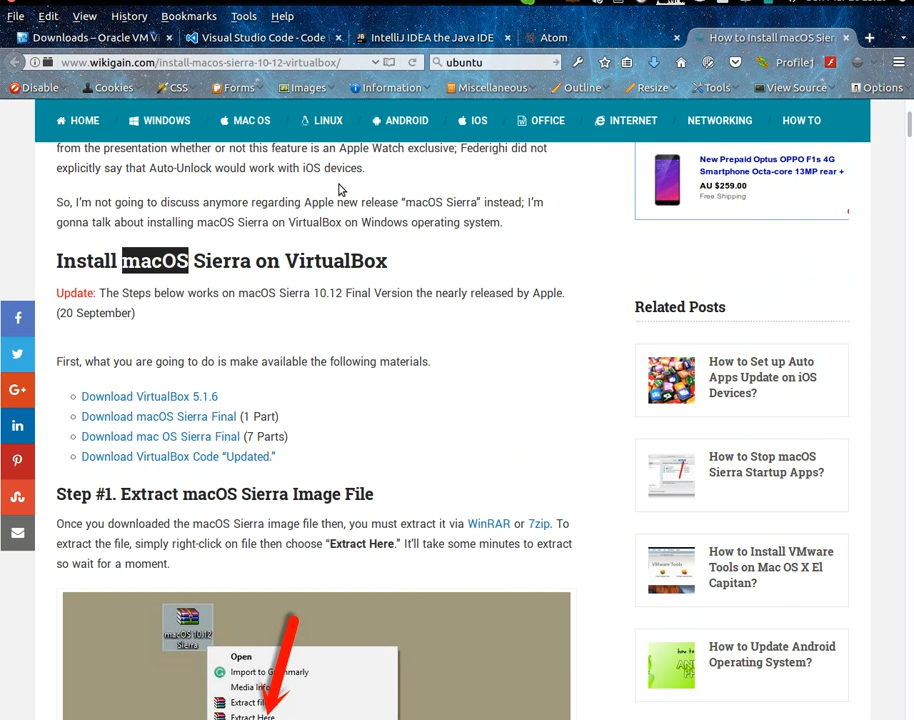 File Edit View History Bookmarks Tools Help
Downloads – Oracle VM V × Visual Studio Code - Code × IntelliJ IDEA the Java IDE × Atom × How to Install macOS Sier ×
www.wikigain.com/install-macos-sierra-10-12-virtualbox/ ubuntu Profile
Disable Cookies CSS Forms Images Information Miscellaneous Outline Resize Tools View Source Options
HOME WINDOWS MAC OS LINUX ANDROID IOS OFFICE INTERNET NETWORKING HOW TO
from the presentation whether or not this feature is an Apple Watch exclusive; Federighi did not
explicitly say that Auto-Unlock would work with iOS devices.
So, I'm not going to discuss anymore regarding Apple new release “macOS Sierra” instead; I'm
gonna talk about installing macOS Sierra on VirtualBox on Windows operating system.
Install macOS Sierra on VirtualBox
Update: The Steps below works on macOS Sierra 10.12 Final Version the nearly released by Apple.
(20 September)
First, what you are going to do is make available the following materials.
Download VirtualBox 5.1.6
Download macOS Sierra Final (1 Part)
Download mac OS Sierra Final (7 Parts)
Download VirtualBox Code “Updated.”
Step #1. Extract macOS Sierra Image File
Once you downloaded the macOS Sierra image file then, you must extract it via WinRAR or 7zip. To
extract the file, simply right-click on file then choose “Extract Here.” It'll take some minutes to extract
so wait for a moment.
macOS 10.12
Sierra
Open
Import to Grammarly
Media Info
Extract fil
Extract Here
New Prepaid Optus OPPO F1s 4G
Smartphone Octa-core 13MP rear +
AU $259.00
Free Shipping
Related Posts
How to Set up Auto
Apps Update on iOS
Devices?
How to Stop macOS
Sierra Startup Apps?
How to Install VMware
Tools on Mac OS X El
Capitan?
How to Update Android
Operating System?